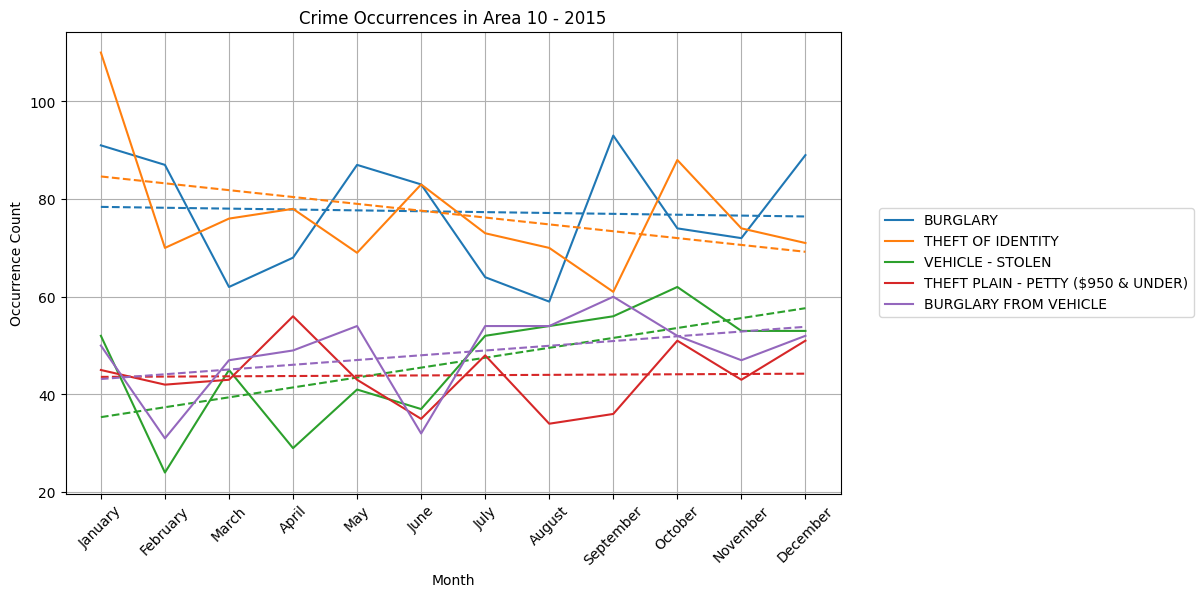 Crime Occurrences in Area 10 - 2015
Occurrence Count
100
80
60
40
20
January
February
March
April
May
June
July
August
September
October
November
December
Month
BURGLARY
THEFT OF IDENTITY
VEHICLE - STOLEN
THEFT PLAIN - PETTY ($950 & UNDER)
BURGLARY FROM VEHICLE